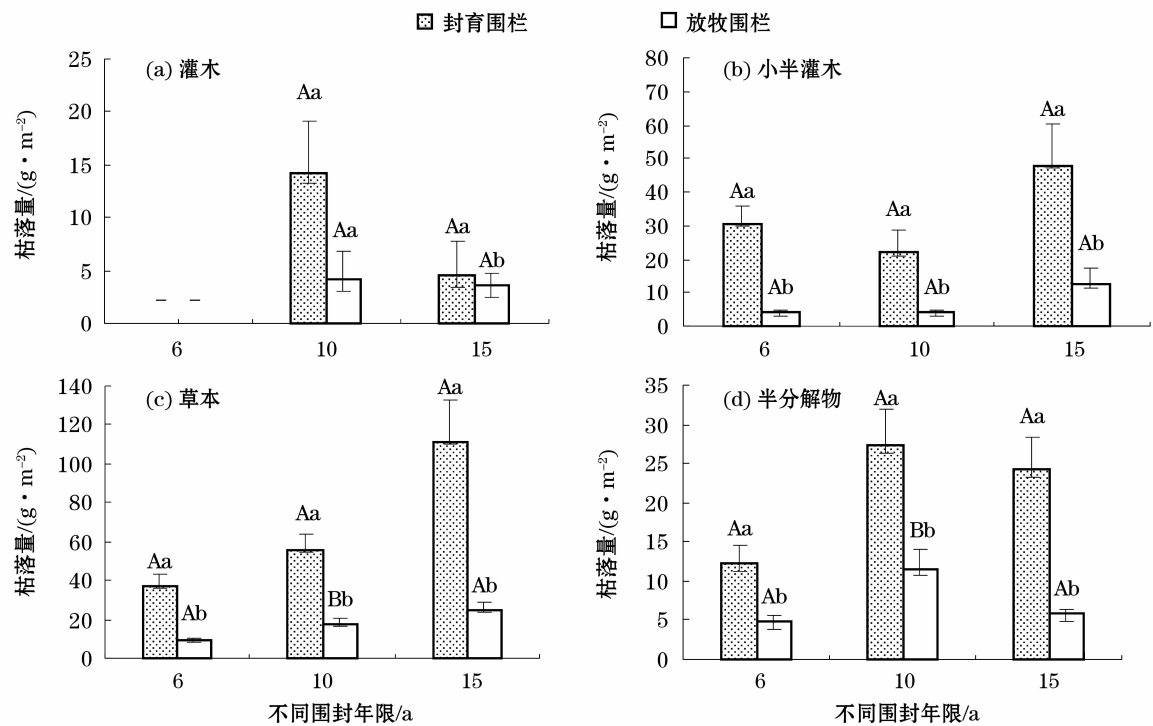 封育围栏
放牧围栏
(a) 灌木
枯落量/(g·m⁻²)
25
20
15
10
5
0
Aa
Aa
Aa
Ab
– –
6 10 15
(b) 小半灌木
枯落量/(g·m⁻²)
80
70
60
50
40
30
20
10
0
Aa
Ab
Aa
Ab
Aa
Ab
6 10 15
(c) 草本
枯落量/(g·m⁻²)
140
120
100
80
60
40
20
0
Aa
Ab
Aa
Bb
Aa
Ab
6 10 15
不同围封年限/a
(d) 半分解物
枯落量/(g·m⁻²)
35
30
25
20
15
10
5
0
Aa
Ab
Aa
Bb
Aa
Ab
6 10 15
不同围封年限/a